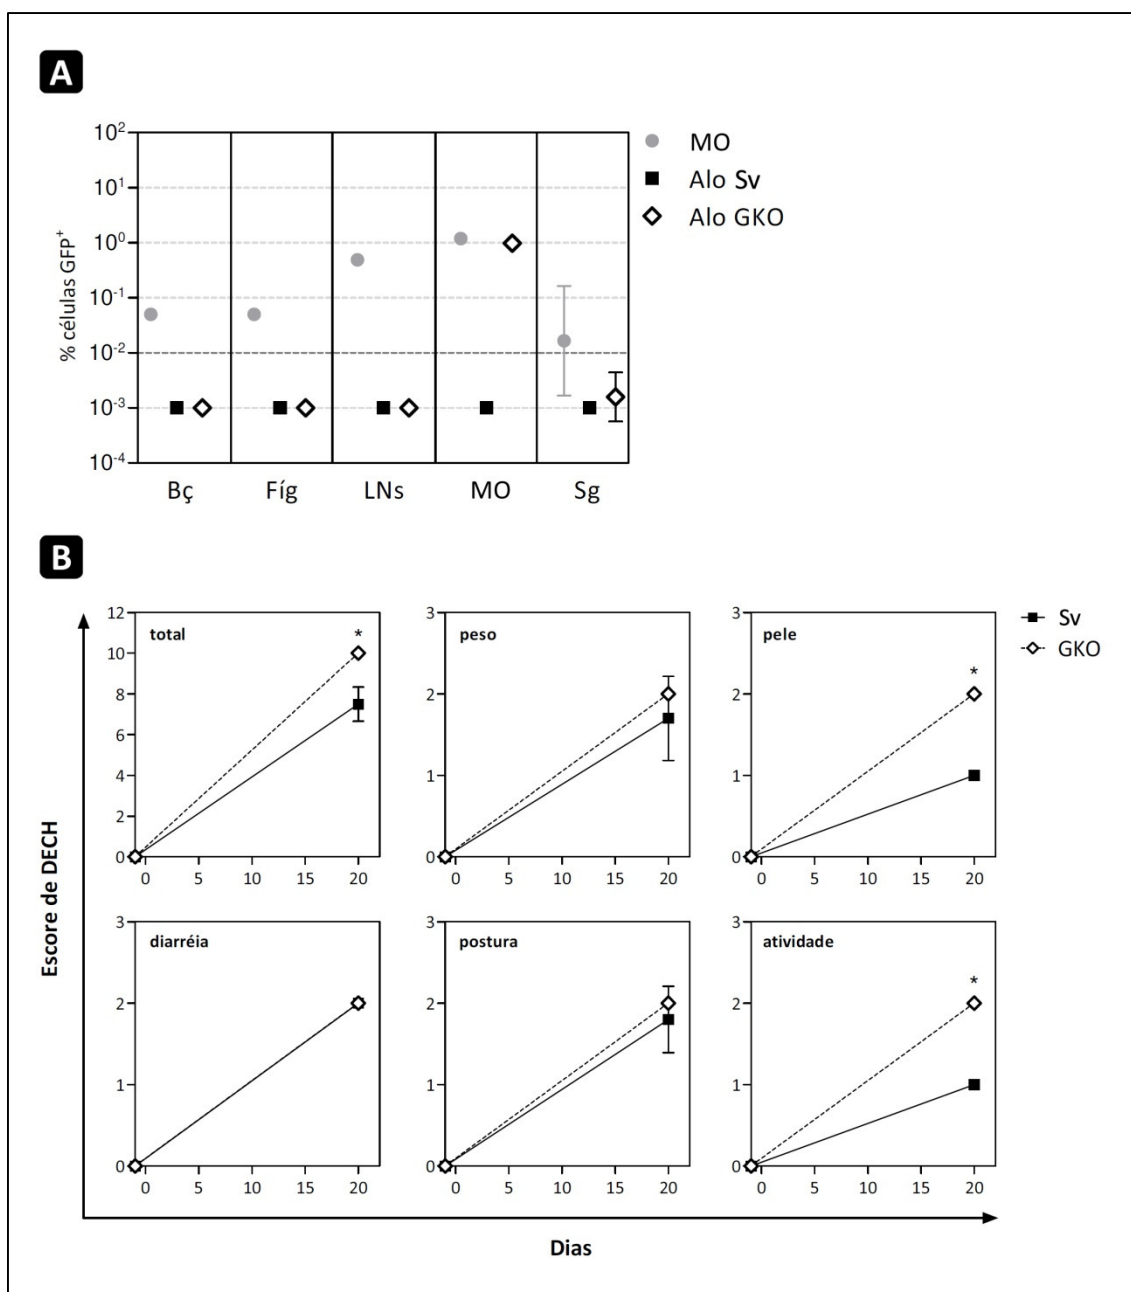 A
% células GFP⁺
10²
10¹
10⁰
10⁻¹
10⁻²
10⁻³
10⁻⁴
Bç Fíg LNs MO Sg
MO
Alo Sv
Alo GKO
B
Escore de DECH
total
*
12
10
8
6
4
2
0
0 5 10 15 20
peso
3
2
1
0
0 5 10 15 20
pele
*
3
2
1
0
0 5 10 15 20
Sv
GKO
diarréia
3
2
1
0
0 5 10 15 20
postura
3
2
1
0
0 5 10 15 20
atividade
*
3
2
1
0
0 5 10 15 20
Dias